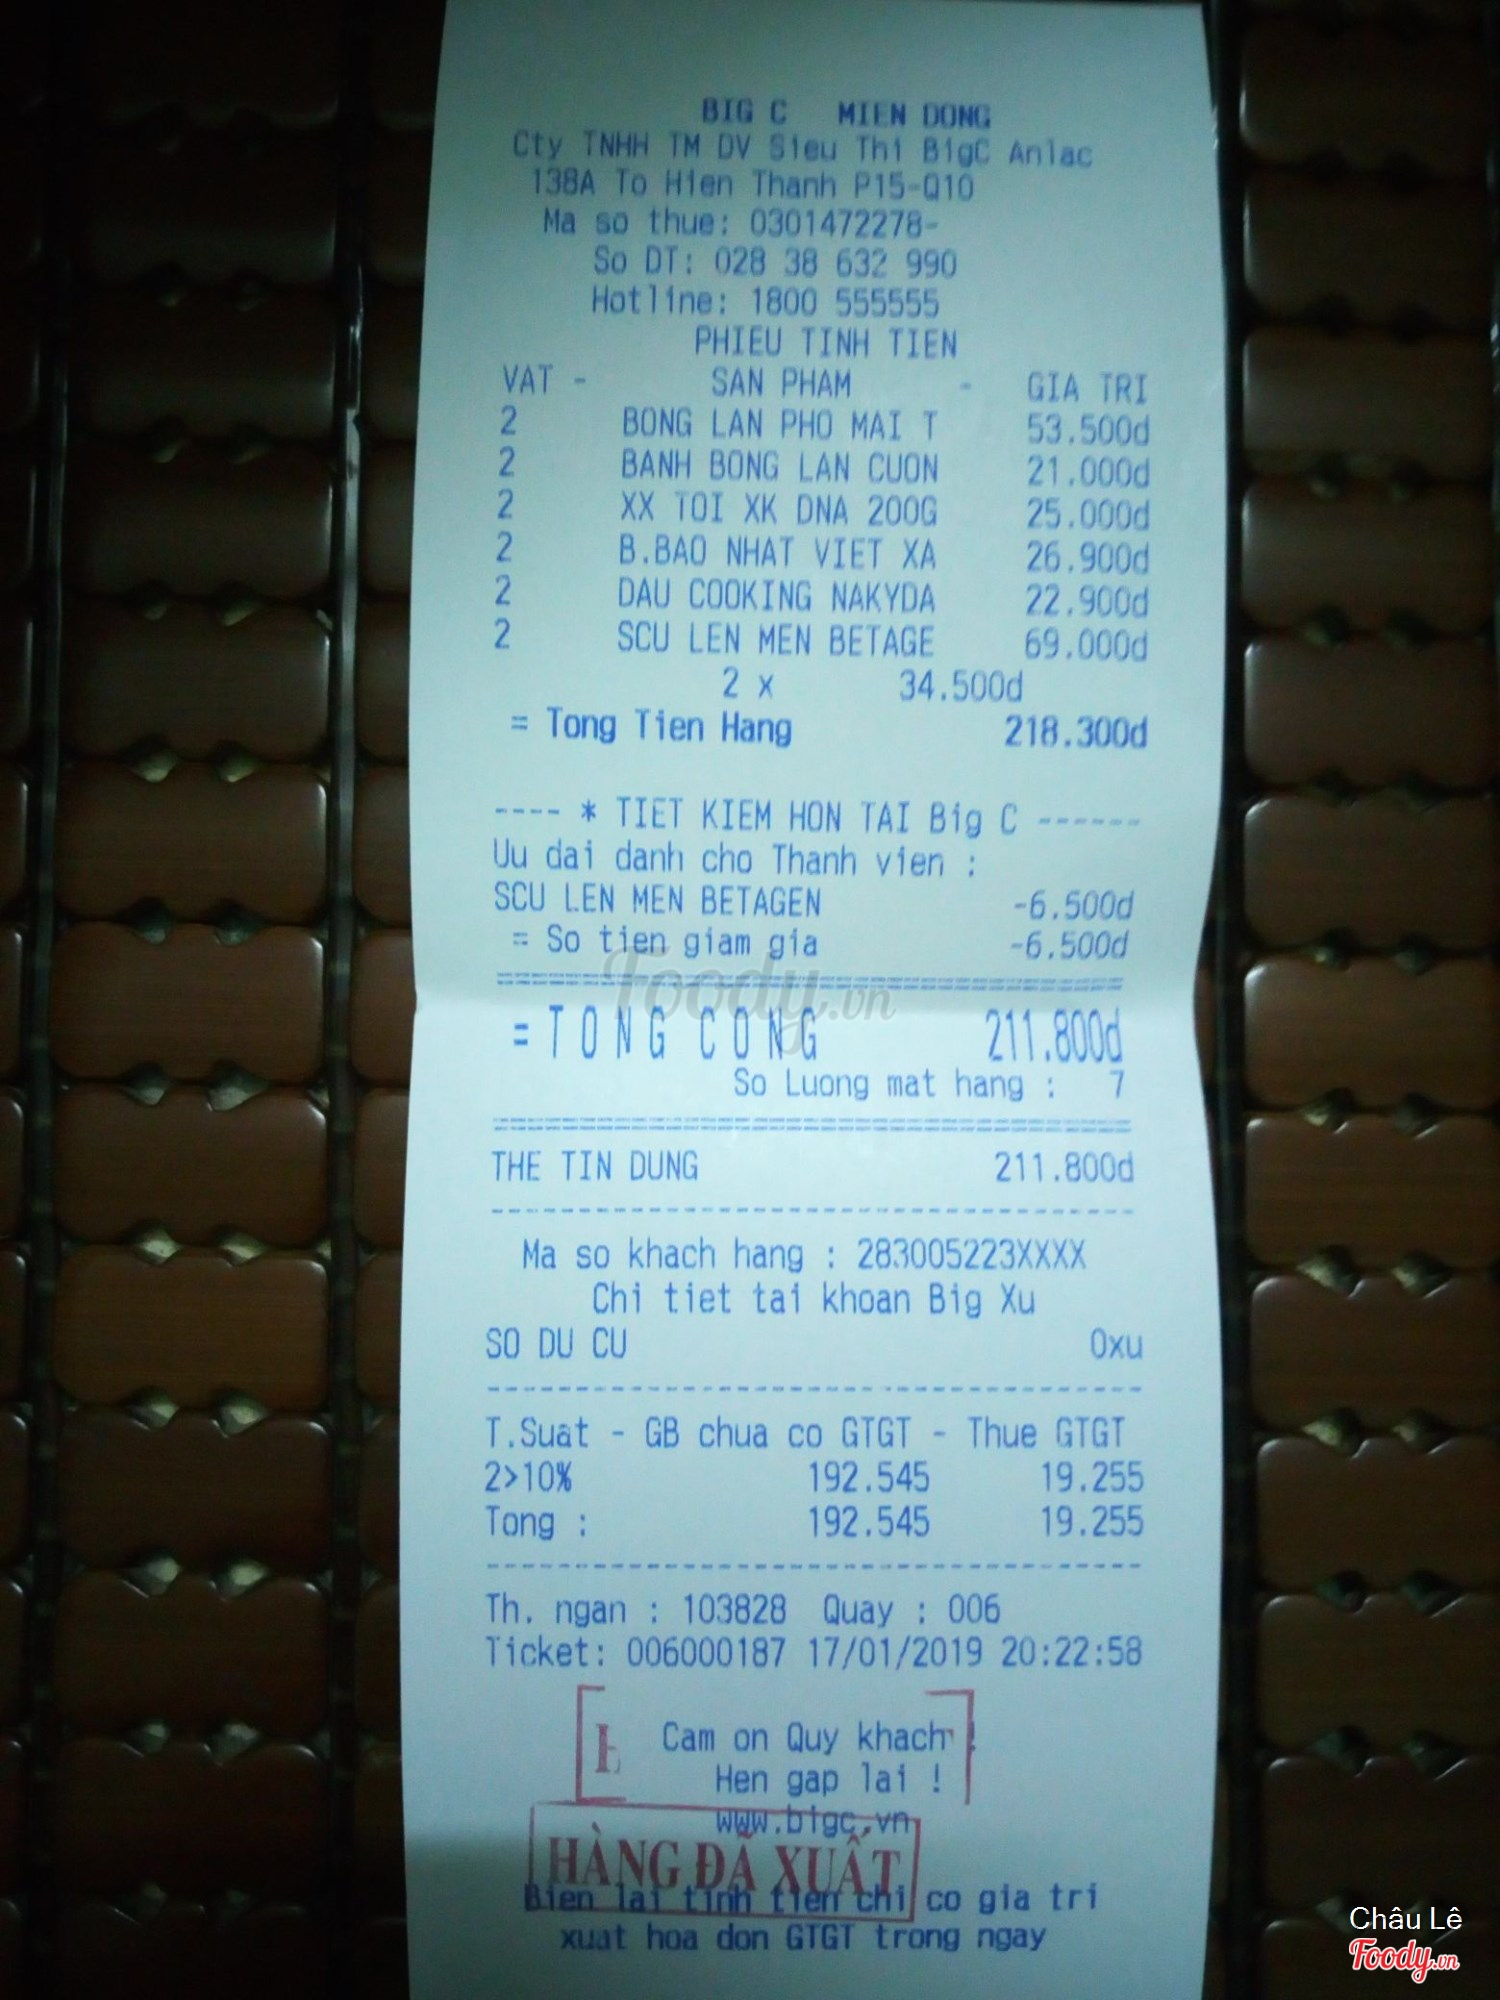 BIG C MIEN DONG
Cty TNHH TM DV Sieu Thi BigC Anlac
138A To Hien Thanh P15-Q10
Ma so thue: 0301472278-
So DT: 028 38 632 990
Hotline: 1800 555555
PHIEU TINH TIEN
VAT - SAN PHAM - GIA TRI
2 BONG LAN PHO MAI T 53.500d
2 BANH BONG LAN CUON 21.000d
2 XX TOI XK DNA 200G 25.000d
2 B.BAO NHAT VIET XA 26.900d
2 DAU COOKING NAKYDA 22.900d
2 SCU LEN MEN BETAGE 69.000d
2 x 34.500d
= Tong Tien Hang 218.300d
---- * TIET KIEM HON TAI Big C ------
Uu dai danh cho Thanh vien :
SCU LEN MEN BETAGEN -6.500d
= So tien giam gia -6.500d
Foody.vn
= TONG CONG 211.800d
So Luong mat hang : 7
THE TIN DUNG 211.800d
Ma so khach hang : 283005223XXXX
Chi tiet tai khoan Big Xu
SO DU CU 0xu
T.Suat - GB chua co GTGT - Thue GTGT
2>10% 192.545 19.255
Tong : 192.545 19.255
Th. ngan : 103828 Quay : 006
Ticket: 006000187 17/01/2019 20:22:58
Cam on Quy khach !
Hen gap lai !
www.bigc.vn
HÀNG ĐÃ XUẤT
Bien lai tinh tien chi co gia tri
xuat hoa don GTGT trong ngay
Châu Lê
Foody.vn